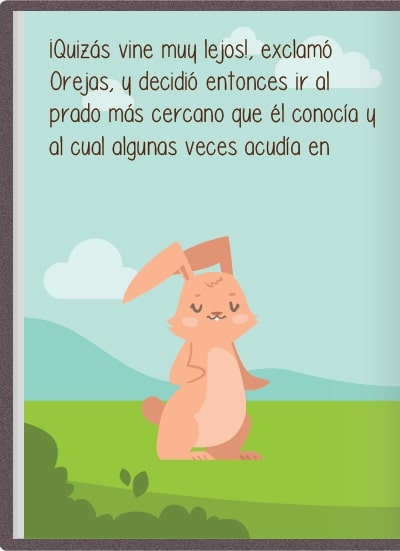 ¡Quizás vine muy lejos!, exclamó
Orejas, y decidió entonces ir al
prado más cercano que él conocía y
al cual algunas veces acudía en